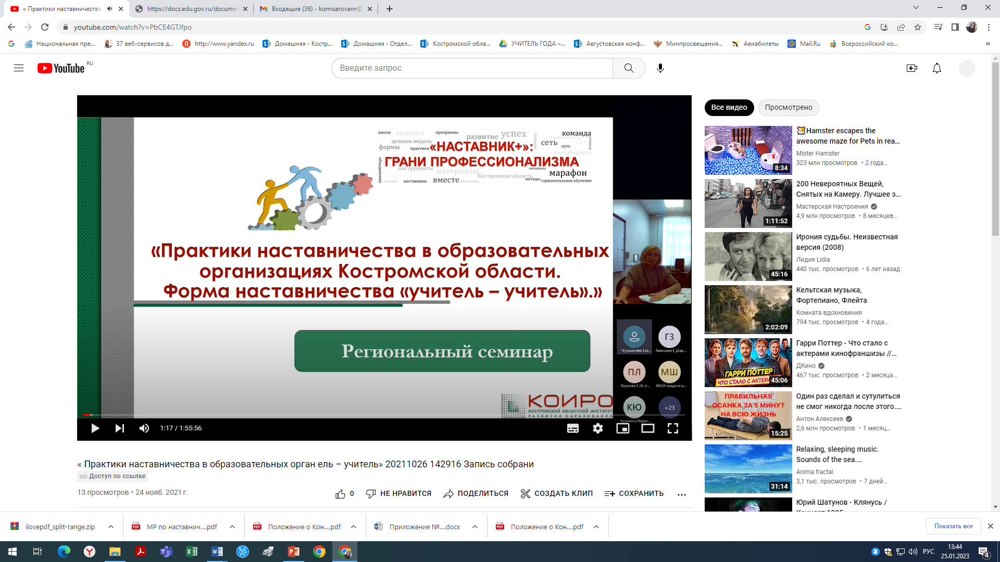 « Практики наставничества
https://docs.edu.gov.ru/documen
Входящие (36) - komisarovann@
youtube.com/watch?v=PbCE4GTJfpo
Национальная пре...
37 веб-сервисов д...
http://www.yandex.ru
Домашняя - Костр...
Домашняя - Отдел...
Костромской обла...
УЧИТЕЛЬ ГОДА –...
Августовская конф...
Минпросвещения...
Авиабилеты
Mail.Ru
Всероссийский ко...
YouTube RU
Введите запрос
школа практики программы развитие успех команда
целевая модель сеть
формы практики путь
«НАСТАВНИК+»:
коллаборация
ГРАНИ ПРОФЕССИОНАЛИЗМА
объединение
инструменты материалы материалы марафон
наставники вместе воспитатель Костромская область методы горизонтальное обучение
«Практики наставничества в образовательных
организациях Костромской области.
Форма наставничества «учитель – учитель».»
Региональный семинар
КОИРО
КОСТРОМСКОЙ ОБЛАСТНОЙ ИНСТИТУТ
РАЗВИТИЯ ОБРАЗОВАНИЯ
ГЗ
"Кузьмичёва Еле...
Гимназия 3_Шар...
ПЛ
МШ
Перлова Л.Ю. (г...
МКОУ средняя ш...
КЮ
+23
Кузькина Марин...
1:17 / 1:55:56
« Практики наставничества в образовательных орган ель – учитель» 20211026 142916 Запись собрани
Доступ по ссылке
13 просмотров • 24 нояб. 2021 г.
0
НЕ НРАВИТСЯ
ПОДЕЛИТЬСЯ
СОЗДАТЬ КЛИП
СОХРАНИТЬ
Все видео
Просмотрено
🐹Hamster escapes the
awesome maze for Pets in rea...
Mister Hamster
323 млн просмотров • 2 года...
8:34
200 Невероятных Вещей,
Снятых на Камеру. Лучшее з...
Мастерская Настроения
4,9 млн просмотров • 8 месяцев...
1:11:52
Ирония судьбы. Неизвестная
версия (2008)
Лидия Lidia
440 тыс. просмотров • 6 лет назад
45:16
Кельтская музыка,
Фортепиано, Флейта
Комната вдохновения
794 тыс. просмотров • 4 года...
2:02:09
Гарри Поттер - Что стало с
актерами кинофраншизы //...
ДКино
467 тыс. просмотров • 2 месяца...
ГАРРИ ПОТТЕР
ЧТО СТАЛО С АКТЕРА
45:06
Один раз сделал и сутулиться
не смог никогда после этого....
Антон Алексеев
2,6 млн просмотров • 1 месяц...
ПРАВИЛЬНАЯ
ОСАНКА ЗА 5 МИНУТ
НА ВСЮ ЖИЗНЬ
15:25
Relaxing, sleeping music.
Sounds of the sea....
Anima fractal
3,1 тыс. просмотров • 7 дней...
31:14
Юрий Шатунов - Клянусь /
ilovepdf_split-range.zip
МР по наставнич....pdf
Положение о Кон....pdf
Приложение №....docx
Положение о Кон....pdf
Показать все
РУС
13:44
25.01.2023
4